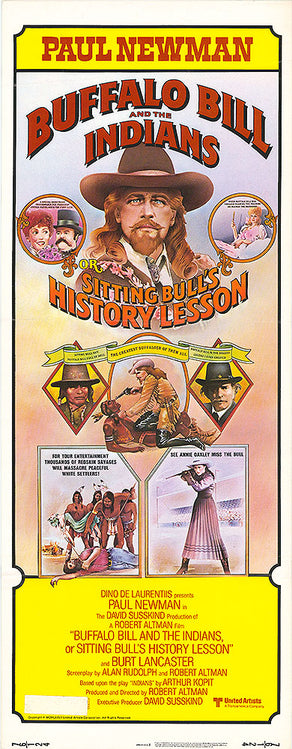 PAUL NEWMAN
BUFFALO BILL
AND THE
INDIANS
OR
SITTING BULL'S
HISTORY LESSON
THE GREATEST BUFFALOER OF THEM ALL
FOR YOUR ENTERTAINMENT
THOUSANDS OF REDSKIN SAVAGES
WILL MASSACRE PEACEFUL
WHITE SETTLERS!
SEE ANNIE OAKLEY MISS THE BULL
DINO DE LAURENTIIS presents
PAUL NEWMAN in
The DAVID SUSSKIND Production of
A ROBERT ALTMAN Film
"BUFFALO BILL AND THE INDIANS,
or SITTING BULL'S HISTORY LESSON"
and BURT LANCASTER
Screenplay by ALAN RUDOLPH and ROBERT ALTMAN
Based upon the play "INDIANS" by ARTHUR KOPIT
Produced and Directed by ROBERT ALTMAN
Executive Producer DAVID SUSSKIND
United Artists
A Transamerica Company